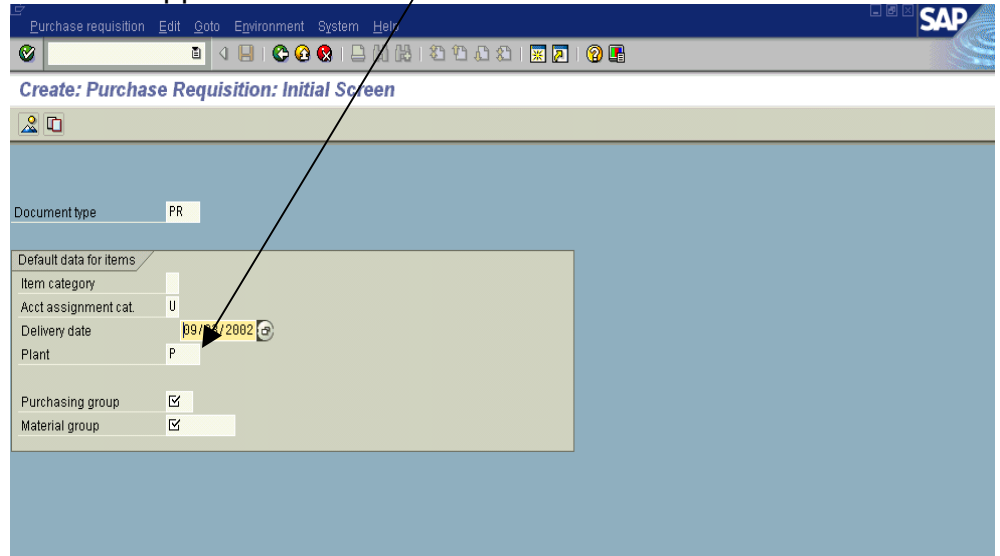 Purchase requisition Edit Goto Environment System Help
SAP
Create: Purchase Requisition: Initial Screen
Document type PR
Default data for items
Item category
Acct assignment cat. U
Delivery date
Plant P
Purchasing group
Material group